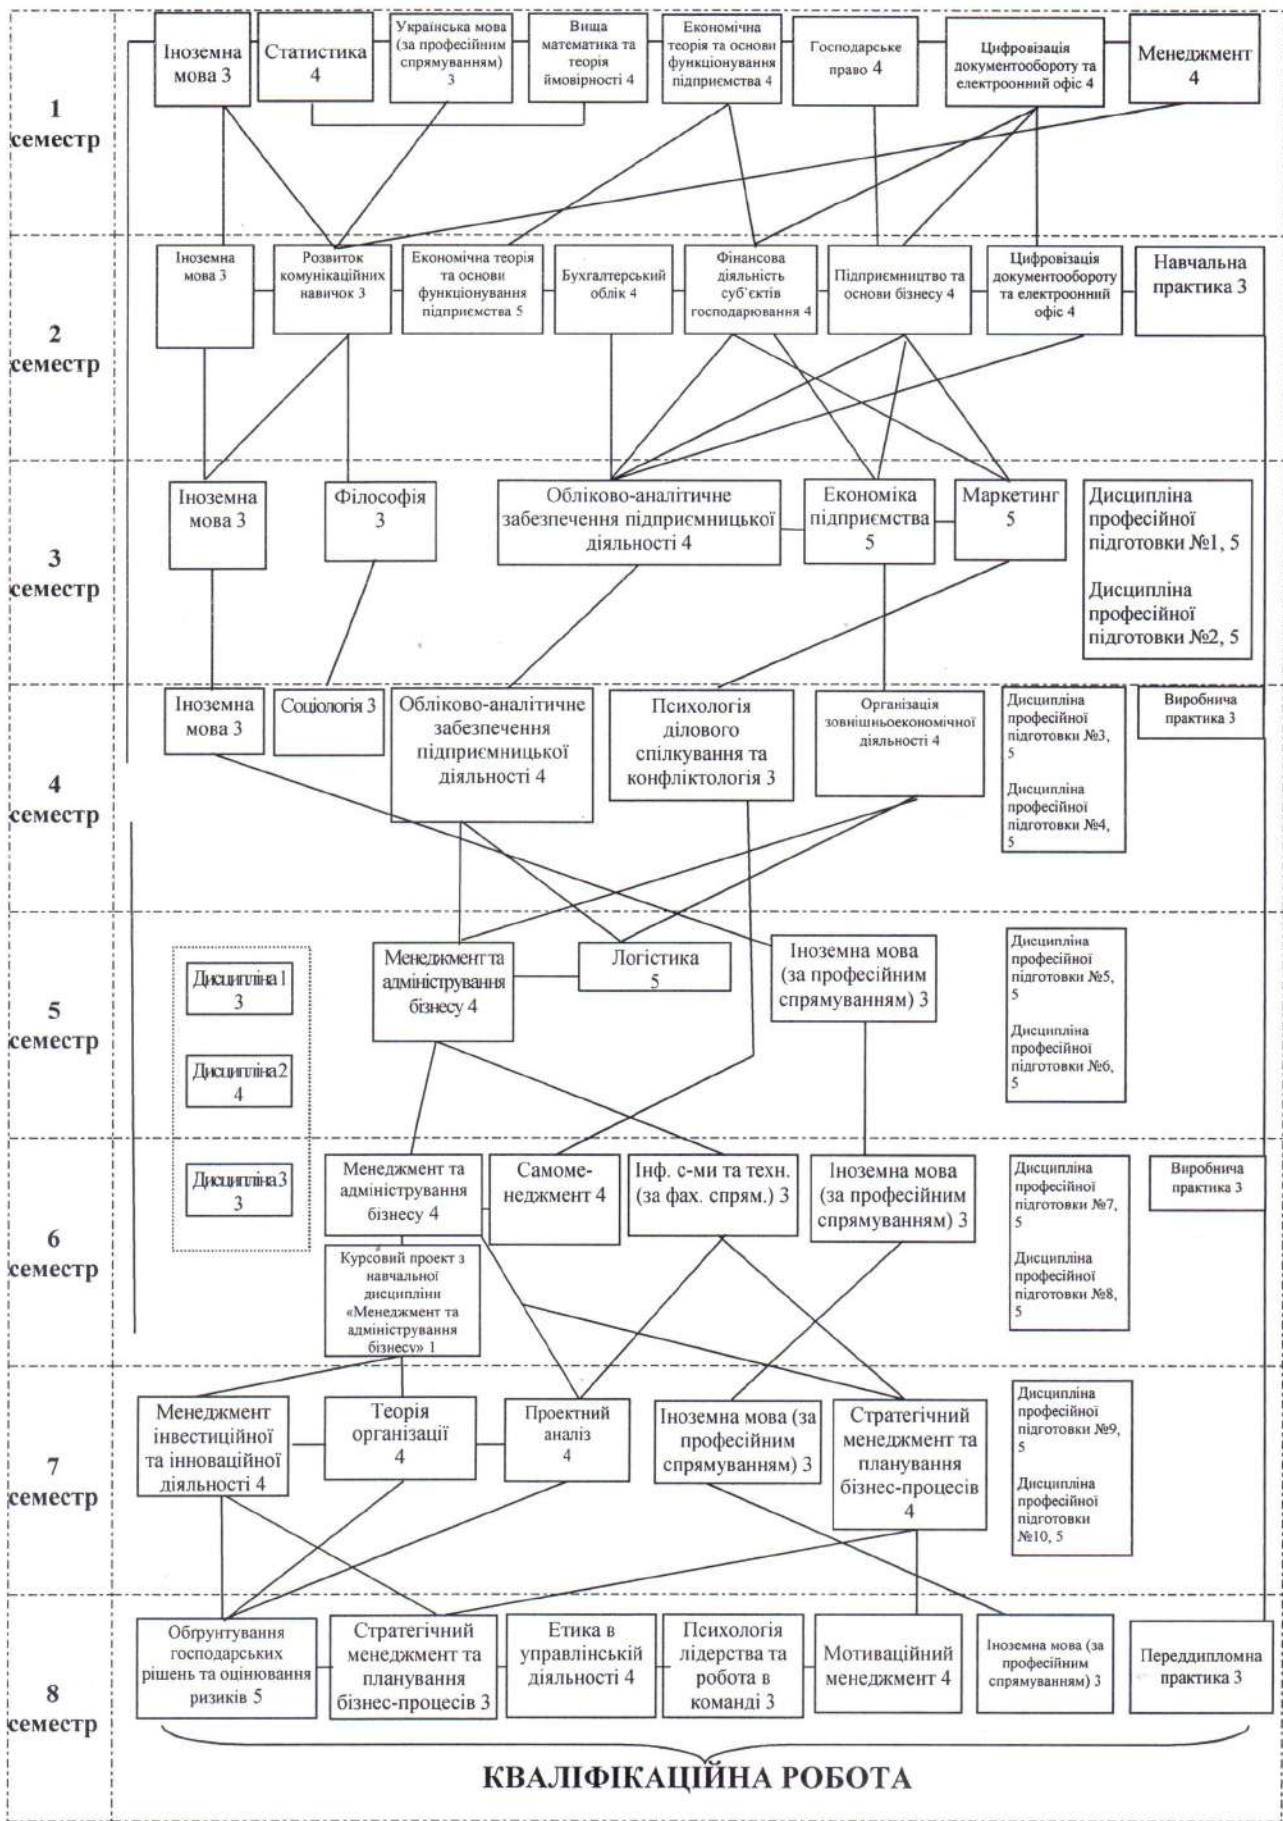 1
семестр
Іноземна
мова 3
Статистика
4
Українська мова
(за професійним
спрямуванням)
3
Вища
математика та
теорія
ймовірності 4
Економічна
теорія та основи
функціонування
підприємства 4
Господарське
право 4
Цифровізація
документообороту та
електроонний офіс 4
Менеджмент
4
2
семестр
Іноземна
мова 3
Розвиток
комунікаційних
навичок 3
Економічна теорія
та основи
функціонування
підприємства 5
Бухгалтерський
облік 4
Фінансова
діяльність
суб'єктів
господарювання 4
Підприємництво та
основи бізнесу 4
Цифровізація
документообороту
та електроонний
офіс 4
Навчальна
практика 3
3
семестр
Іноземна
мова 3
Філософія
3
Обліково-аналітичне
забезпечення підприємницької
діяльності 4
Економіка
підприємства
5
Маркетинг
5
Дисципліна
професійної
підготовки №1, 5
Дисципліна
професійної
підготовки №2, 5
4
семестр
Іноземна
мова 3
Соціологія 3
Обліково-аналітичне
забезпечення
підприємницької
діяльності 4
Психологія
ділового
спілкування та
конфліктологія 3
Організація
зовнішньоекономічної
діяльності 4
Дисципліна
професійної
підготовки №3,
5
Дисципліна
професійної
підготовки №4,
5
Виробнича
практика 3
5
семестр
Дисципліна 1
3
Дисципліна 2
4
Менеджмент та
адміністрування
бізнесу 4
Логістика
5
Іноземна мова
(за професійним
спрямуванням) 3
Дисципліна
професійної
підготовки №5,
5
Дисципліна
професійної
підготовки №6,
5
6
семестр
Дисципліна 3
3
Менеджмент та
адміністрування
бізнесу 4
Курсовий проект з
навчальної
дисципліни
«Менеджмент та
адміністрування
бізнесу» 1
Самоме-
неджмент 4
Інф. с-ми та техн.
(за фах. спрям.) 3
Іноземна мова
(за професійним
спрямуванням) 3
Дисципліна
професійної
підготовки №7,
5
Дисципліна
професійної
підготовки №8,
5
Виробнича
практика 3
7
семестр
Менеджмент
інвестиційної
та інноваційної
діяльності 4
Теорія
організації
4
Проектний
аналіз
4
Іноземна мова (за
професійним
спрямуванням) 3
Стратегічний
менеджмент та
планування
бізнес-процесів
4
Дисципліна
професійної
підготовки №9,
5
Дисципліна
професійної
підготовки
№10, 5
8
семестр
Обґрунтування
господарських
рішень та оцінювання
ризиків 5
Стратегічний
менеджмент та
планування
бізнес-процесів 3
Етика в
управлінській
діяльності 4
Психологія
лідерства та
робота в
команді 3
Мотиваційний
менеджмент 4
Іноземна мова (за
професійним
спрямуванням) 3
Переддипломна
практика 3
КВАЛІФІКАЦІЙНА РОБОТА